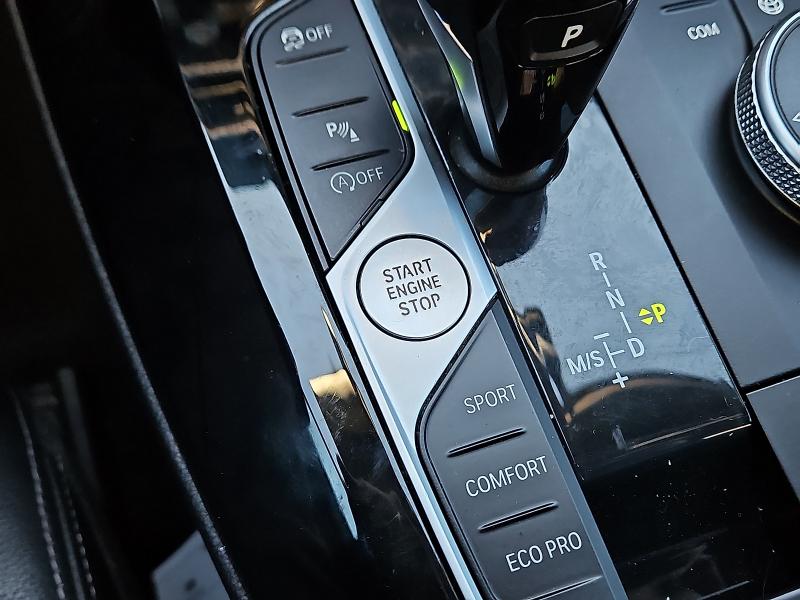 OFF
P
COM
P
A OFF
START
ENGINE
STOP
R
N
P
M/S
D
SPORT
COMFORT
ECO PRO